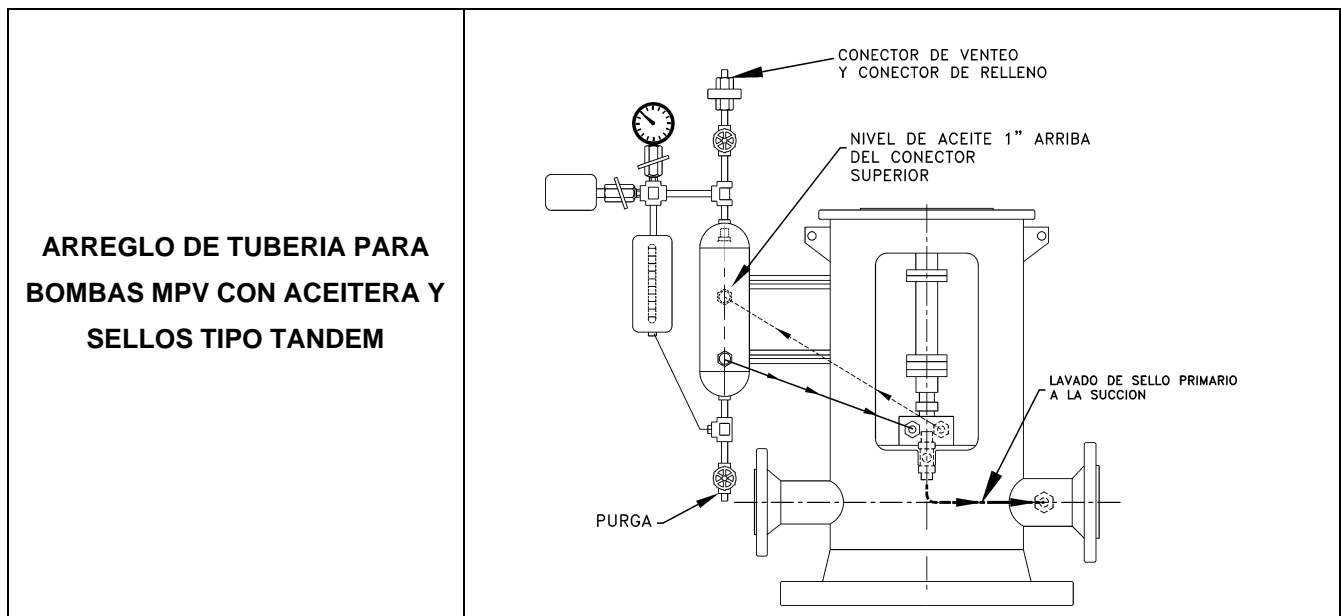 ARREGLO DE TUBERIA PARA
BOMBAS MPV CON ACEITERA Y
SELLOS TIPO TANDEM
CONECTOR DE VENTEO
Y CONECTOR DE RELLENO
NIVEL DE ACEITE 1” ARRIBA
DEL CONECTOR
SUPERIOR
LAVADO DE SELLO PRIMARIO
A LA SUCCION
PURGA